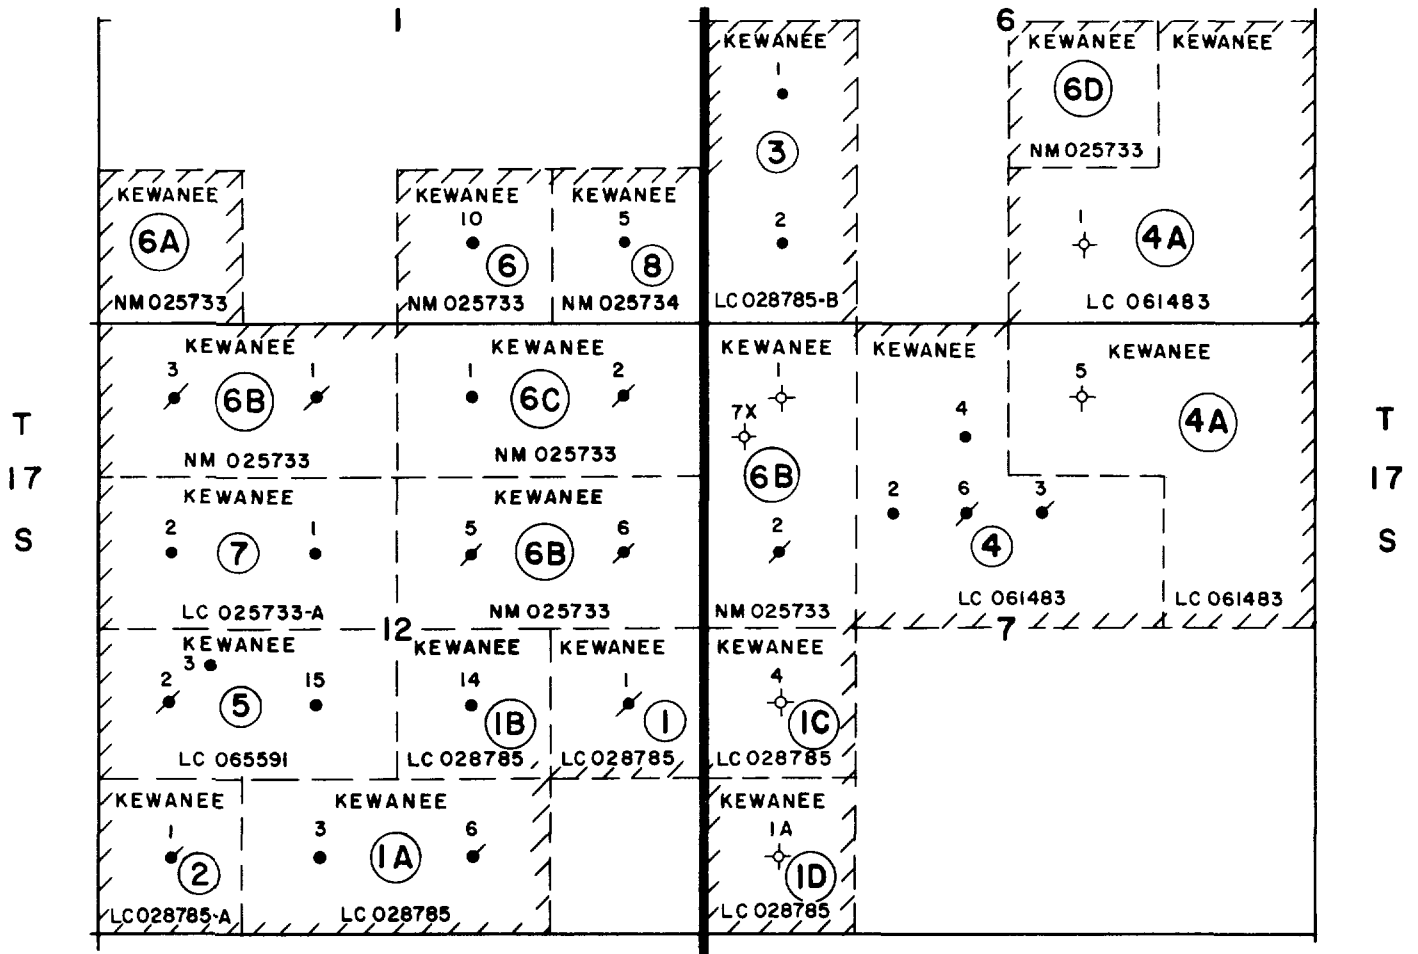 1
6
KEWANEE
1
3
2
LC 028785-B
KEWANEE
6D
NM 025733
KEWANEE
1
4A
LC 061483
KEWANEE
6A
NM 025733
KEWANEE
10
6
NM 025733
KEWANEE
5
8
NM 025734
T
17
S
KEWANEE
3
6B
1
NM 025733
KEWANEE
1
6C
2
NM 025733
KEWANEE
1
7X
6B
2
NM 025733
KEWANEE
4
2
6
3
4
LC 061483
KEWANEE
5
4A
LC 061483
T
17
S
KEWANEE
2
7
1
LC 025733-A
KEWANEE
5
6B
6
NM 025733
12
7
KEWANEE
3
2
5
15
LC 065591
KEWANEE
14
1B
LC 028785
KEWANEE
1
1
LC 028785
KEWANEE
4
1C
LC 028785
KEWANEE
1
2
LC 028785-A
KEWANEE
3
1A
6
LC 028785
KEWANEE
1A
1D
LC 028785